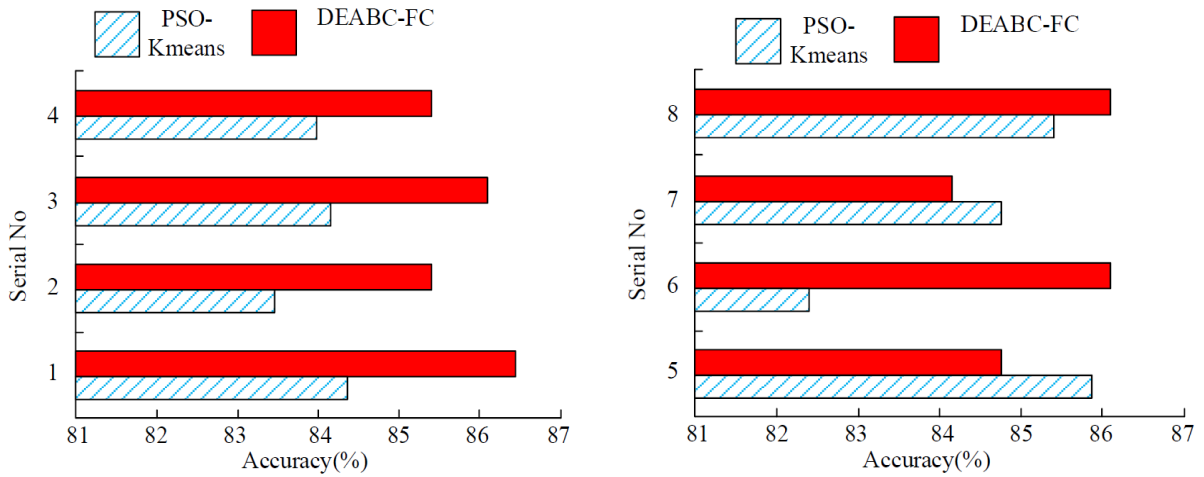 PSO-
Kmeans
DEABC-FC
4
3
2
1
Serial No
81 82 83 84 85 86 87
Accuracy(%)
PSO-
Kmeans
DEABC-FC
8
7
6
5
Serial No
81 82 83 84 85 86 87
Accuracy(%)